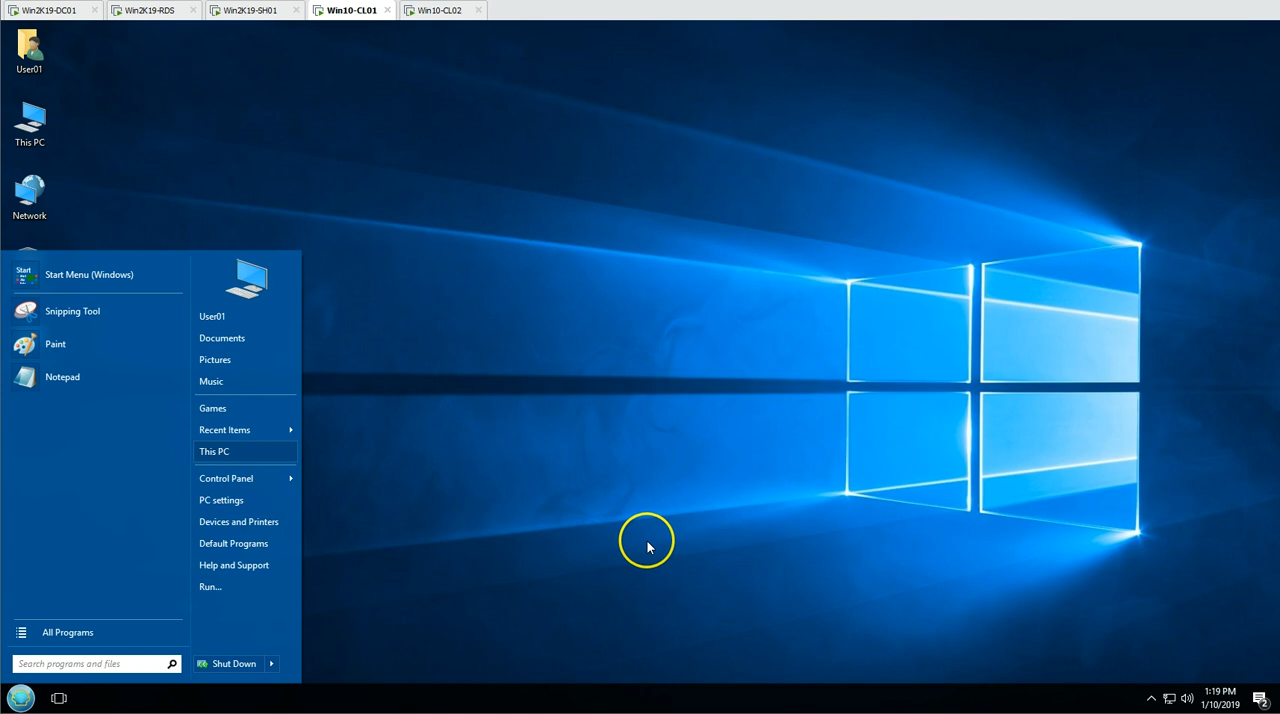 Win2K19-DC01
Win2K19-RDS
Win2K19-SH01
Win10-CL01
Win10-CL02
User01
This PC
Network
Start
Start Menu (Windows)
Snipping Tool
Paint
Notepad
All Programs
Search programs and files
User01
Documents
Pictures
Music
Games
Recent Items
This PC
Control Panel
PC settings
Devices and Printers
Default Programs
Help and Support
Run...
Shut Down
1:19 PM
1/10/2019
2